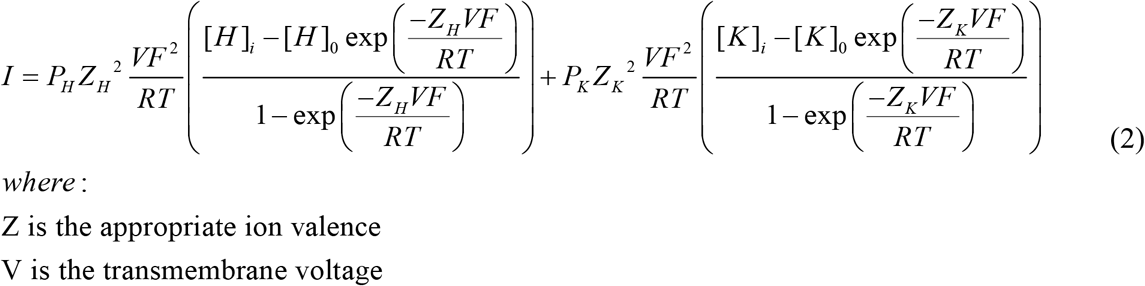 I = P_H Z_H^2 \frac{VF^2}{RT} \left( \frac{[H]_i - [H]_0 \exp\left(\frac{-Z_H VF}{RT}\right)}{1 - \exp\left(\frac{-Z_H VF}{RT}\right)} \right) + P_K Z_K^2 \frac{VF^2}{RT} \left( \frac{[K]_i - [K]_0 \exp\left(\frac{-Z_K VF}{RT}\right)}{1 - \exp\left(\frac{-Z_K VF}{RT}\right)} \right) (2)
where :
Z is the appropriate ion valence
V is the transmembrane voltage